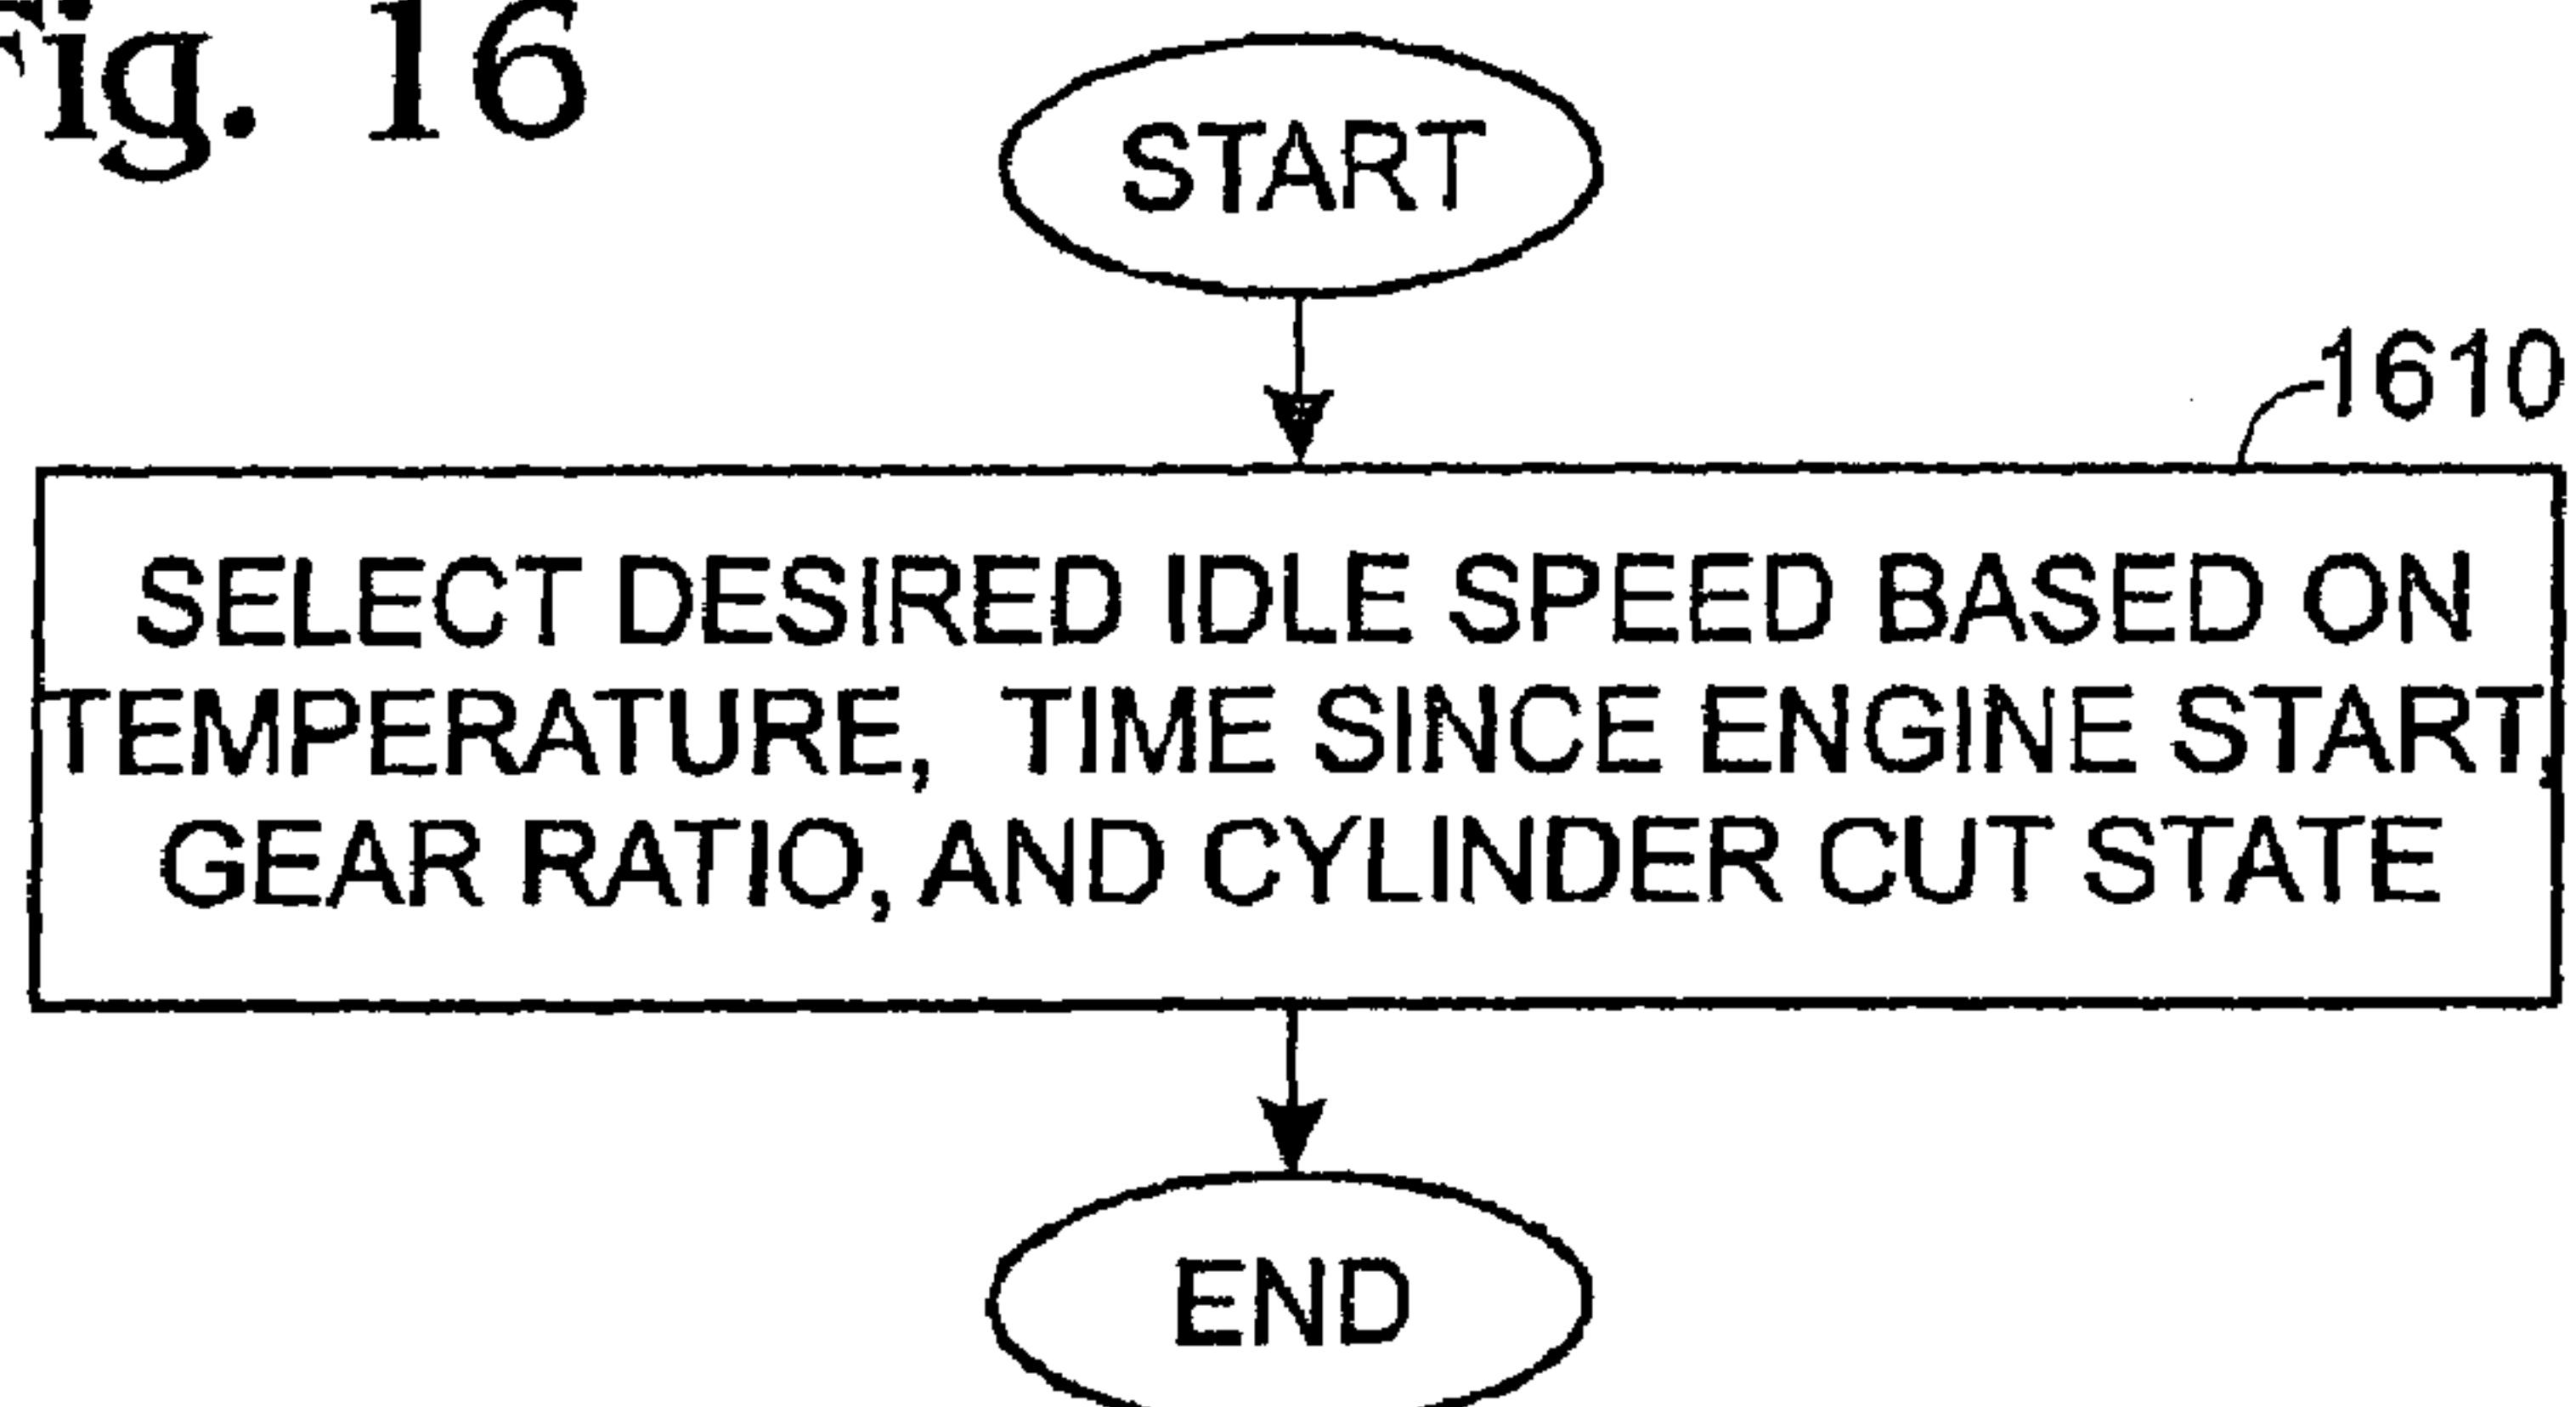 Fig. 16
START
1610
SELECT DESIRED IDLE SPEED BASED ON
TEMPERATURE, TIME SINCE ENGINE START,
GEAR RATIO, AND CYLINDER CUT STATE
END